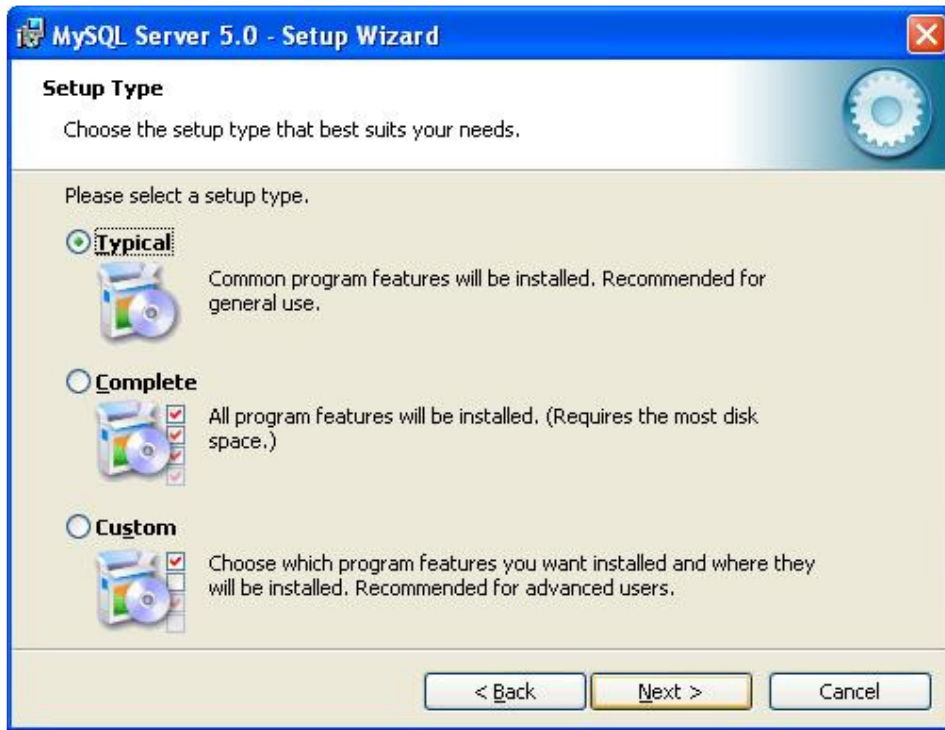 MySQL Server 5.0 - Setup Wizard
Setup Type
Choose the setup type that best suits your needs.
Please select a setup type.
Typical
Common program features will be installed. Recommended for
general use.
Complete
All program features will be installed. (Requires the most disk
space.)
Custom
Choose which program features you want installed and where they
will be installed. Recommended for advanced users.
< Back Next > Cancel